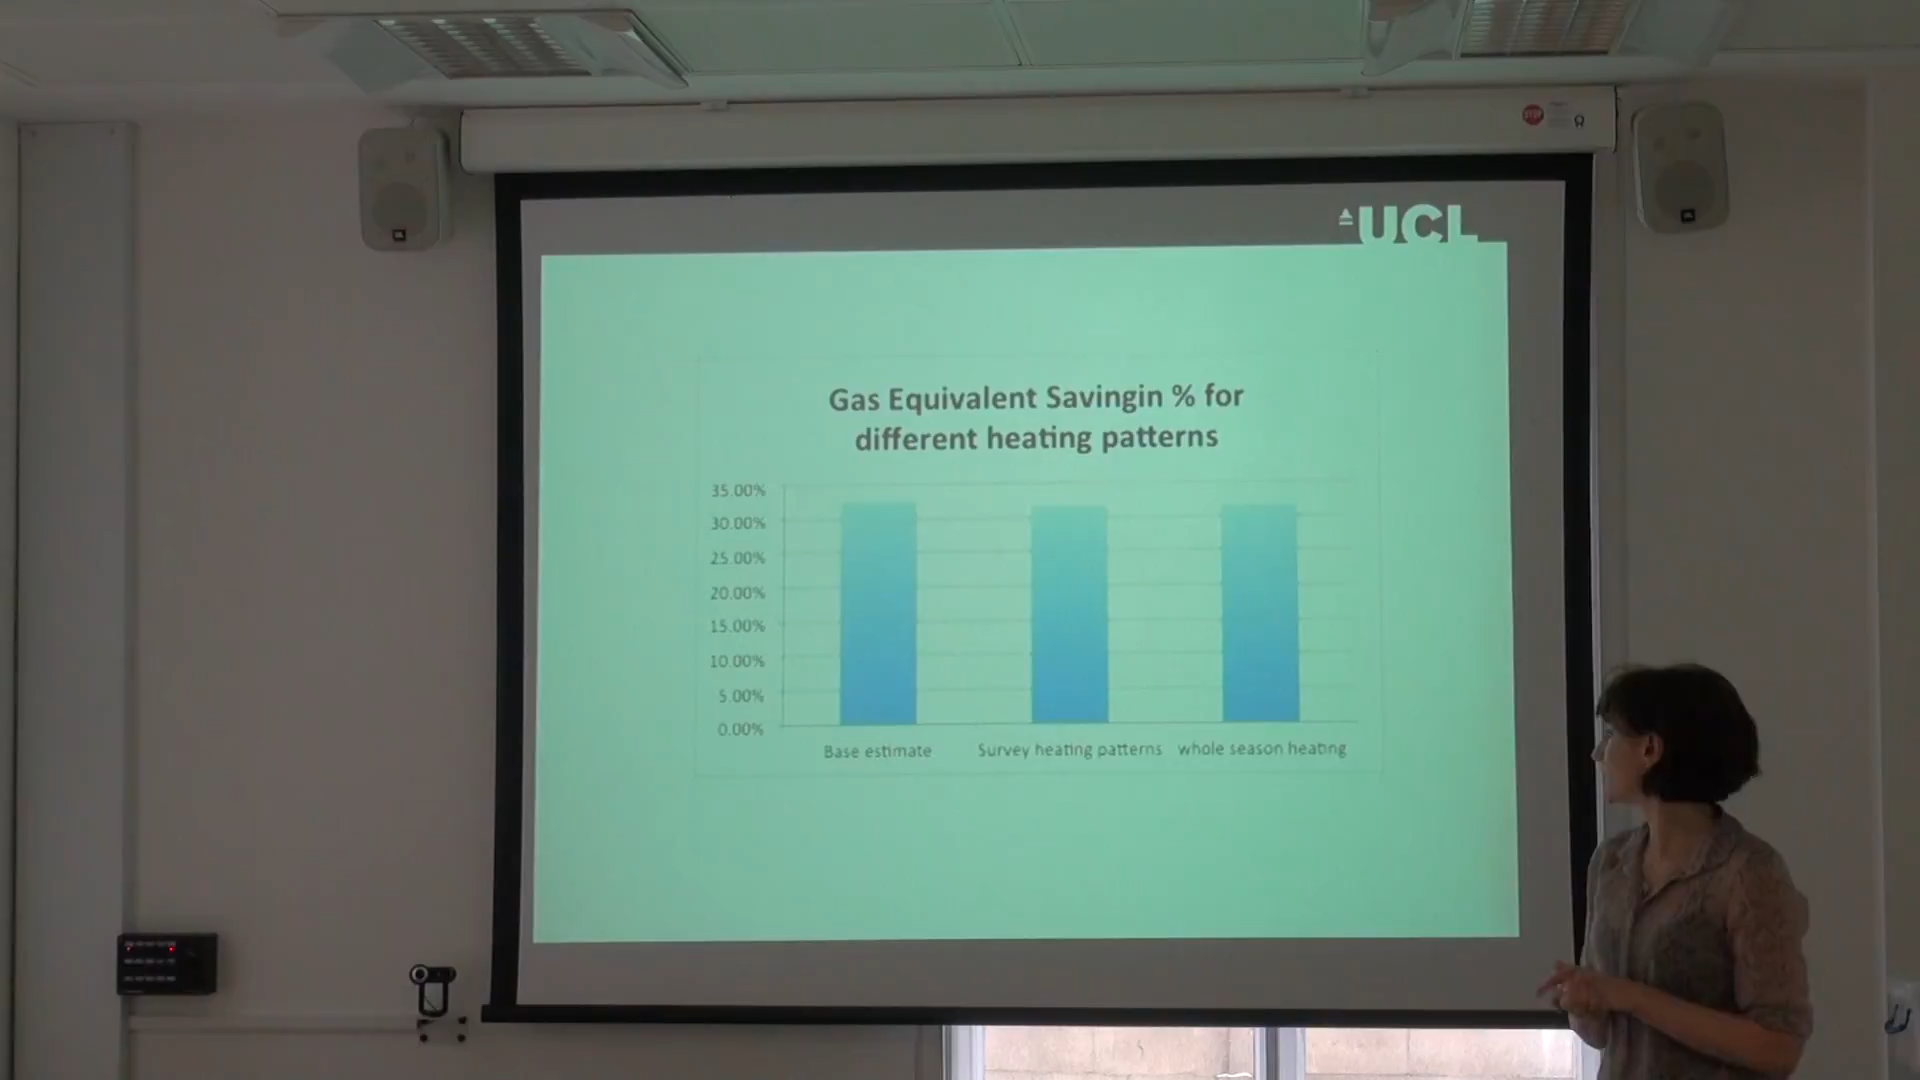 STOP
UCL
Gas Equivalent Savingin % for
different heating patterns
35.00%
30.00%
25.00%
20.00%
15.00%
10.00%
5.00%
0.00%
Base estimate
Survey heating patterns
whole season heating